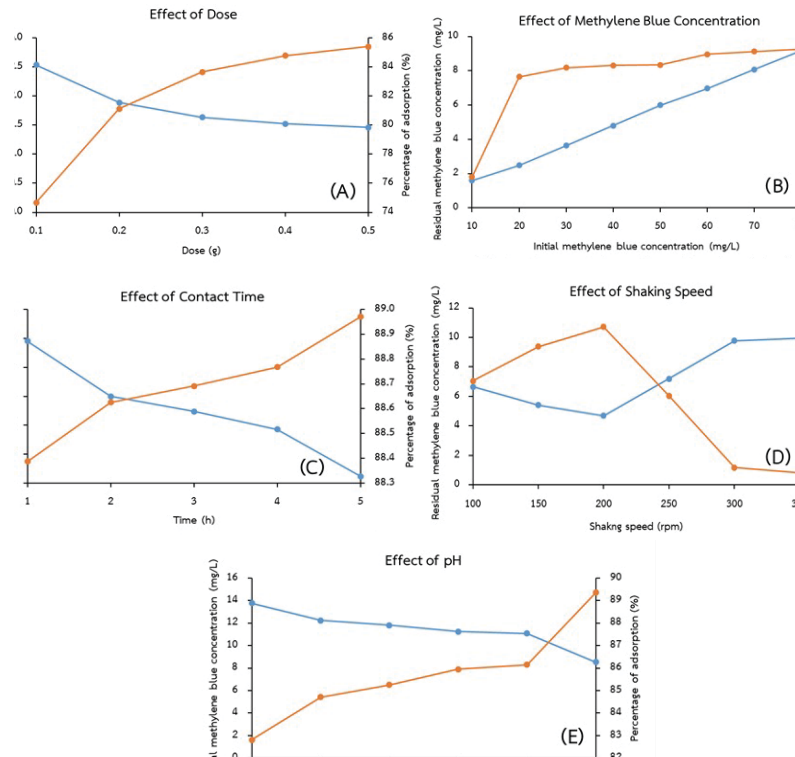 Effect of Dose
.0
.5
.0
.5
.0
.5
.0
86
84
82
80
78
76
74
Percentage of adsorption (%)
0.1 0.2 0.3 0.4 0.5
Dose (g)
(A)
Effect of Methylene Blue Concentration
Residual methylene blue concentration (mg/L)
10
8
6
4
2
0
10 20 30 40 50 60 70
Initial methylene blue concentration (mg/L)
(B)
Effect of Contact Time
89.0
88.9
88.8
88.7
88.6
88.5
88.4
88.3
Percentage of adsorption (%)
1 2 3 4 5
Time (h)
(C)
Effect of Shaking Speed
Residual methylene blue concentration (mg/L)
12
10
8
6
4
2
0
100 150 200 250 300
Shakng speed (rpm)
(D)
Effect of pH
methylene blue concentration (mg/L)
16
14
12
10
8
6
4
2
0
90
89
88
87
86
85
84
83
82
Percentage of adsorption (%)
(E)